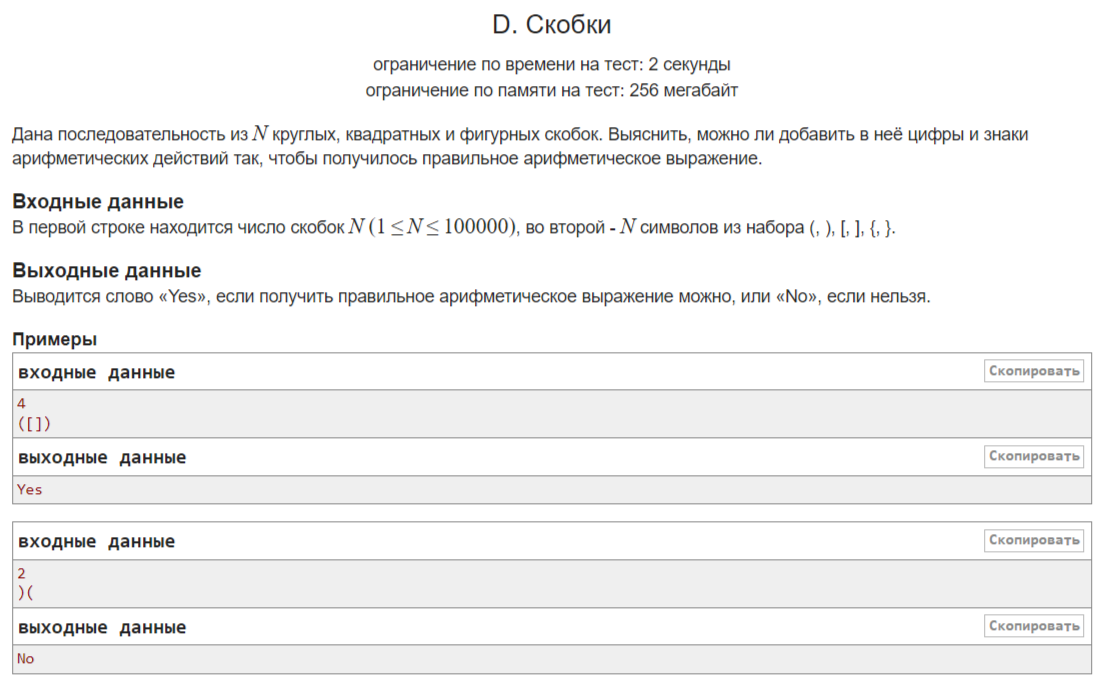 D. Скобки
ограничение по времени на тест: 2 секунды
ограничение по памяти на тест: 256 мегабайт
Дана последовательность из N круглых, квадратных и фигурных скобок. Выяснить, можно ли добавить в неё цифры и знаки
арифметических действий так, чтобы получилось правильное арифметическое выражение.
Входные данные
В первой строке находится число скобок N (1 ≤ N ≤ 100000), во второй - N символов из набора (, ), [, ], {, }.
Выходные данные
Выводится слово «Yes», если получить правильное арифметическое выражение можно, или «No», если нельзя.
Примеры
входные данные Скопировать
4
([])
выходные данные Скопировать
Yes
входные данные Скопировать
2
)(
выходные данные Скопировать
No